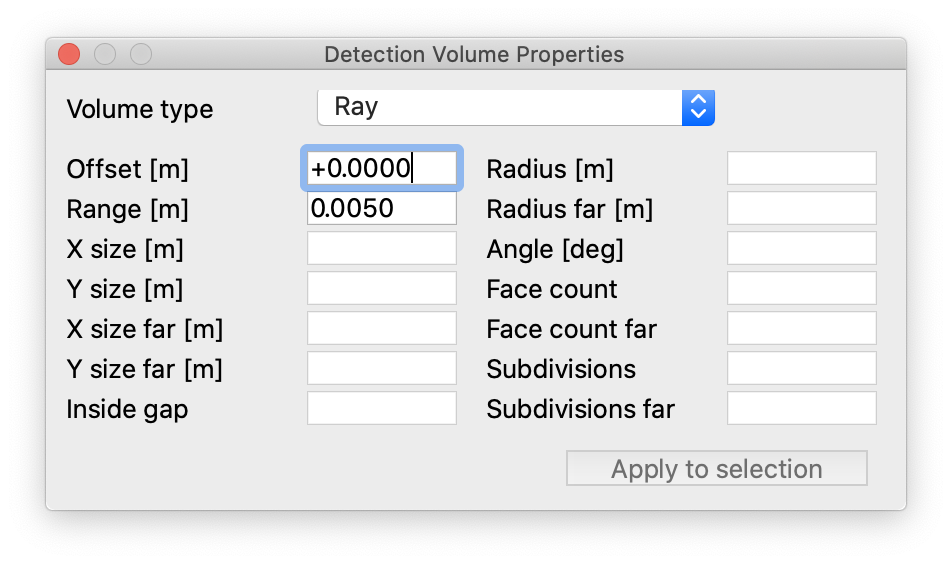 Detection Volume Properties
Volume type Ray
Offset [m] +0.0000 Radius [m]
Range [m] 0.0050 Radius far [m]
X size [m] Angle [deg]
Y size [m] Face count
X size far [m] Face count far
Y size far [m] Subdivisions
Inside gap Subdivisions far
Apply to selection